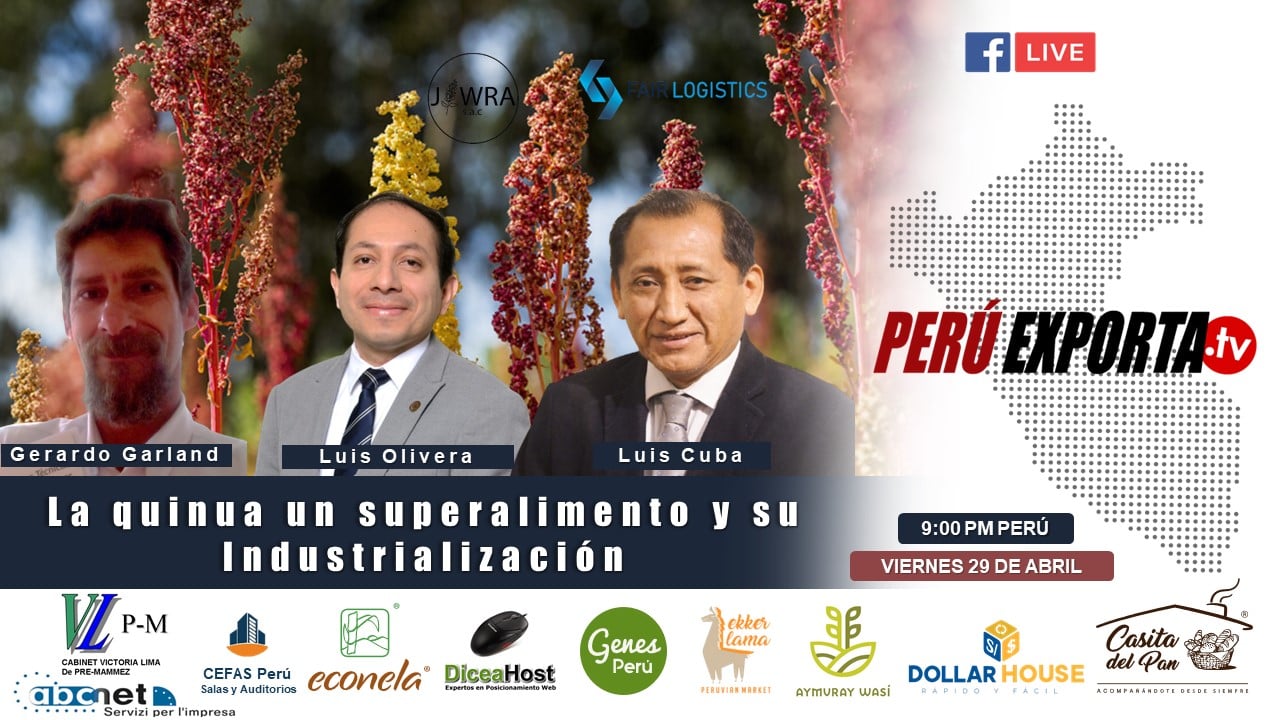 JIWRA
s.a.c
FAIR LOGISTICS
f LIVE
PERÚ EXPORTA.tv
Gerardo Garland
Luis Olivera
Luis Cuba
La quinua un superalimento y su
Industrialización
9:00 PM PERÚ
VIERNES 29 DE ABRIL
VL P-M
CABINET VICTORIA LIMA
De PRE-MAMMEZ
abcnet
Servizi per l'impresa
CEFAS Perú
Salas y Auditorios
®
econela®
DiceaHost
Expertos en Posicionamiento Web
Genes
Perú
ekker
llama
PERUVIAN MARKET
AYMURAY WASÍ
S/ $
DOLLAR HOUSE
RAPIDO Y FACIL
®
Casita
del Pan
ACOMPAÑÁNDOTE DESDE SIEMPRE